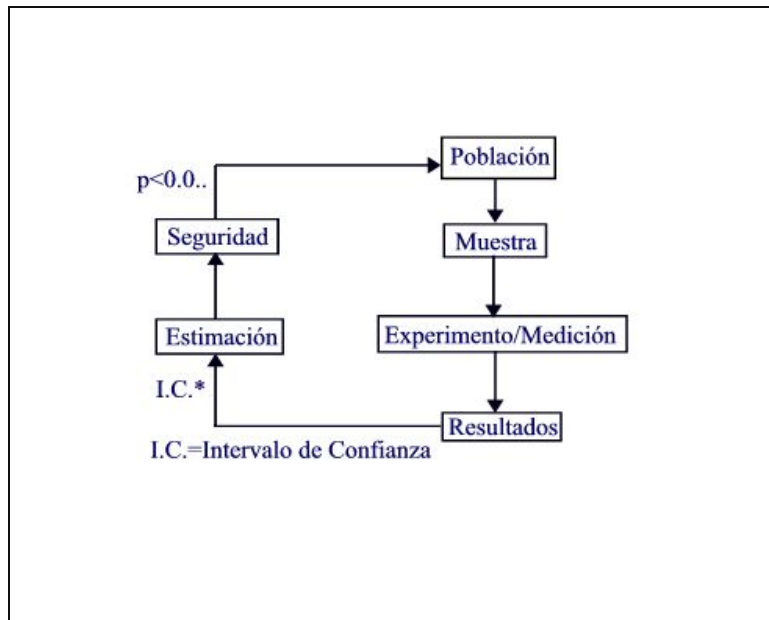 Población
p<0.0..
Seguridad
Muestra
Estimación
Experimento/Medición
I.C.*
Resultados
I.C.=Intervalo de Confianza